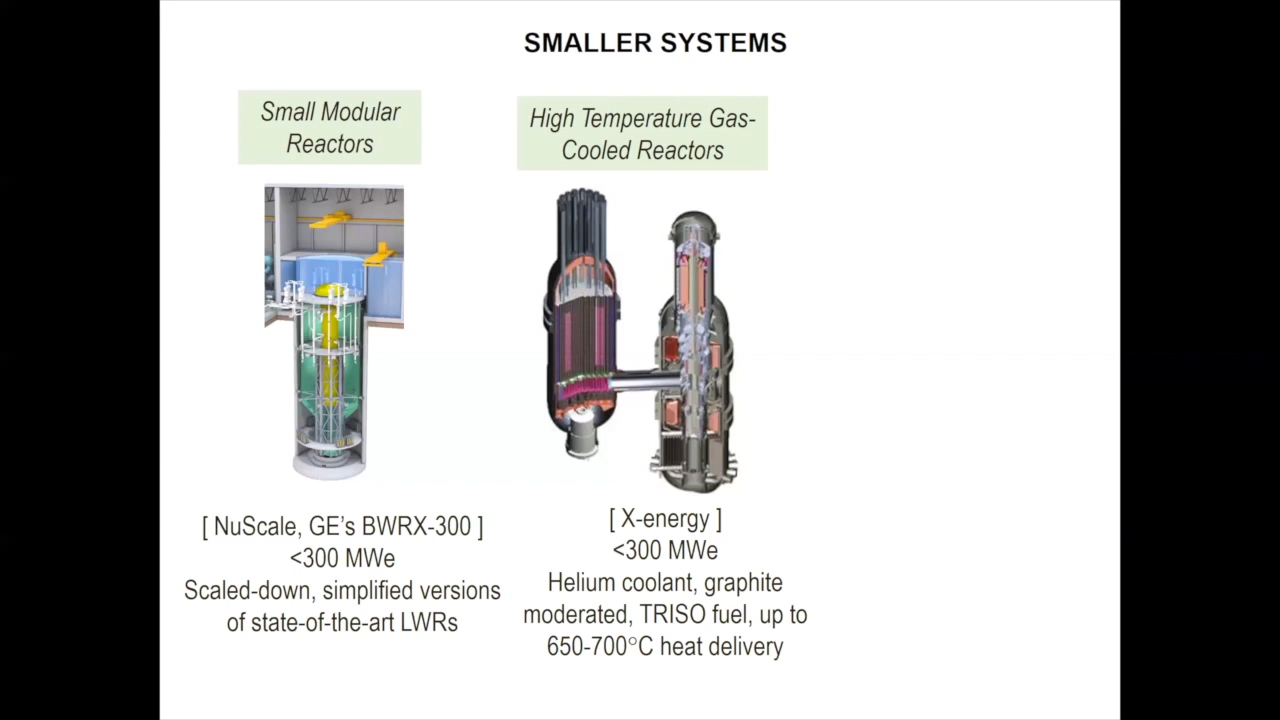 SMALLER SYSTEMS
Small Modular
Reactors
High Temperature Gas-
Cooled Reactors
[ NuScale, GE's BWRX-300 ]
<300 MWe
Scaled-down, simplified versions
of state-of-the-art LWRs
[ X-energy ]
<300 MWe
Helium coolant, graphite
moderated, TRISO fuel, up to
650-700°C heat delivery